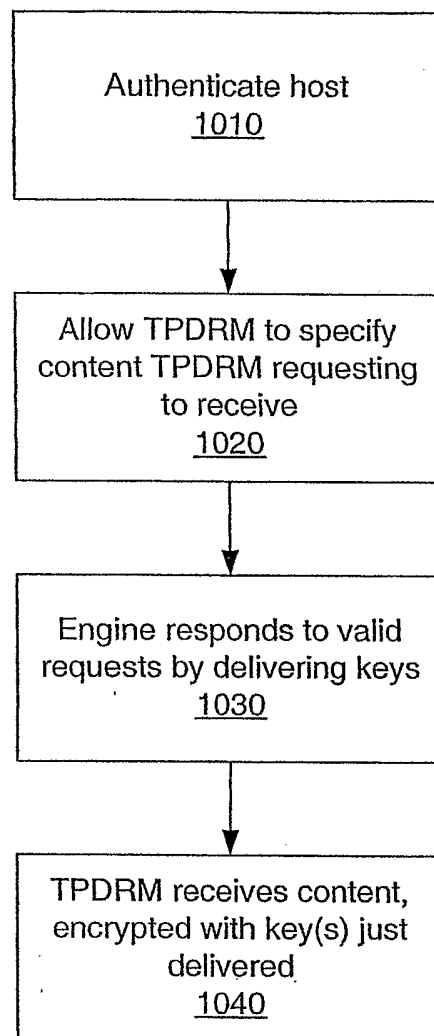 Authenticate host
1010
Allow TPDRM to specify
content TPDRM requesting
to receive
1020
Engine responds to valid
requests by delivering keys
1030
TPDRM receives content,
encrypted with key(s) just
delivered
1040